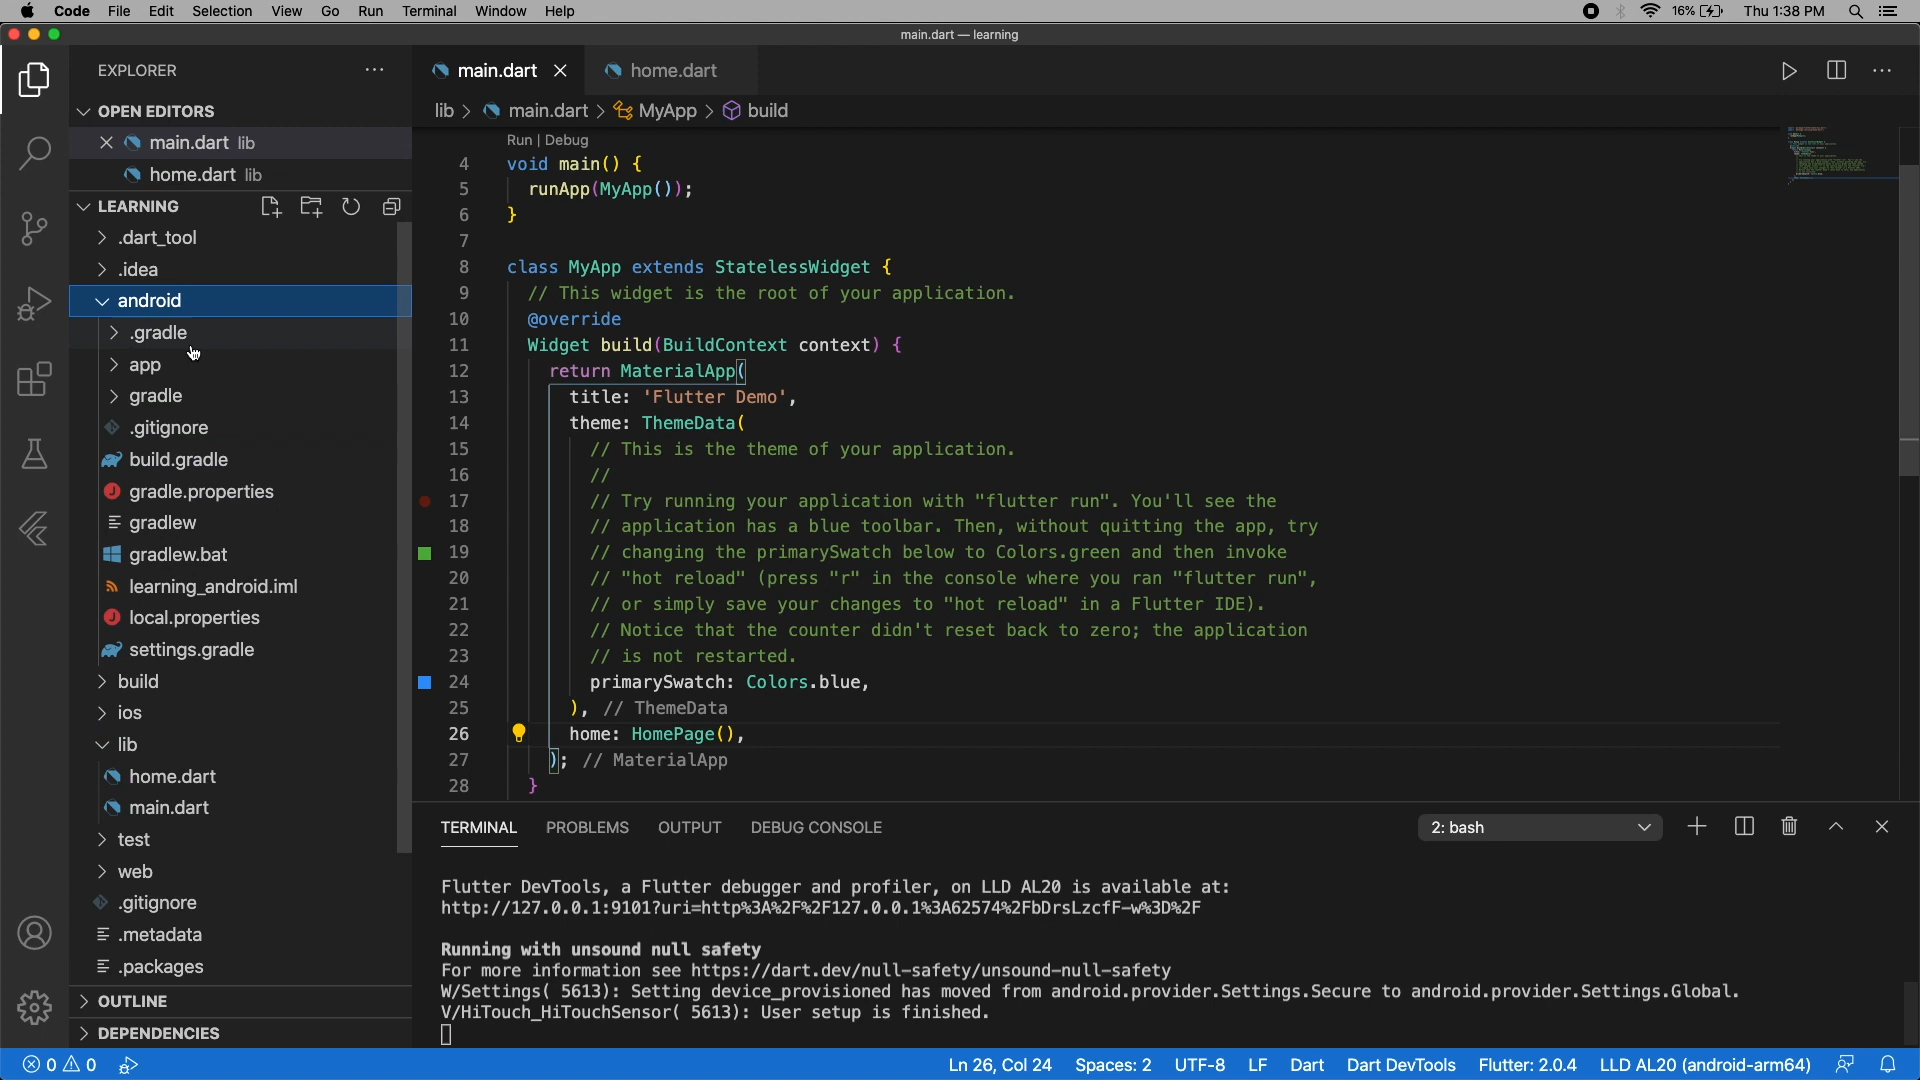 Code File Edit Selection View Go Run Terminal Window Help 16% Thu 1:38 PM
main.dart — learning
EXPLORER
OPEN EDITORS
main.dart lib
home.dart lib
LEARNING
.dart_tool
.idea
android
.gradle
app
gradle
.gitignore
build.gradle
gradle.properties
gradlew
gradlew.bat
learning_android.iml
local.properties
settings.gradle
build
ios
lib
home.dart
main.dart
test
web
.gitignore
.metadata
.packages
OUTLINE
DEPENDENCIES
main.dart home.dart
lib > main.dart > MyApp > build
Run | Debug
4 void main() {
5 runApp(MyApp());
6 }
7
8 class MyApp extends StatelessWidget {
9 // This widget is the root of your application.
10 @override
11 Widget build(BuildContext context) {
12 return MaterialApp(
13 title: 'Flutter Demo',
14 theme: ThemeData(
15 // This is the theme of your application.
16 //
17 // Try running your application with "flutter run". You'll see the
18 // application has a blue toolbar. Then, without quitting the app, try
19 // changing the primarySwatch below to Colors.green and then invoke
20 // "hot reload" (press "r" in the console where you ran "flutter run",
21 // or simply save your changes to "hot reload" in a Flutter IDE).
22 // Notice that the counter didn't reset back to zero; the application
23 // is not restarted.
24 primarySwatch: Colors.blue,
25 ), // ThemeData
26 home: HomePage(),
27 ); // MaterialApp
28 }
TERMINAL PROBLEMS OUTPUT DEBUG CONSOLE 2: bash
Flutter DevTools, a Flutter debugger and profiler, on LLD AL20 is available at:
http://127.0.0.1:9101?uri=http%3A%2F%2F127.0.0.1%3A62574%2FbDrsLzcfF-w%3D%2F
Running with unsound null safety
For more information see https://dart.dev/null-safety/unsound-null-safety
W/Settings( 5613): Setting device_provisioned has moved from android.provider.Settings.Secure to android.provider.Settings.Global.
V/HiTouch_HiTouchSensor( 5613): User setup is finished.
0 0 Ln 26, Col 24 Spaces: 2 UTF-8 LF Dart Dart DevTools Flutter: 2.0.4 LLD AL20 (android-arm64)